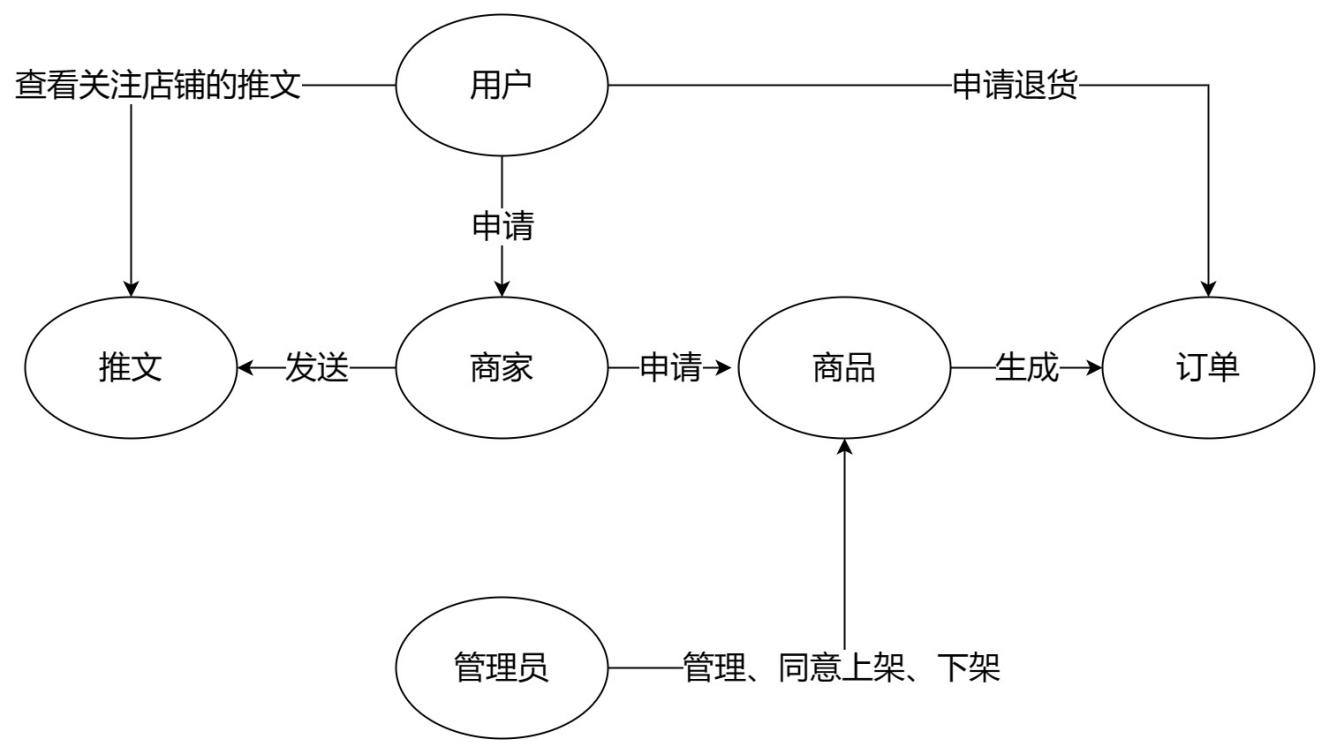 用户
查看关注店铺的推文
申请退货
申请
推文
发送
商家
申请
商品
生成
订单
管理员
管理、同意上架、下架